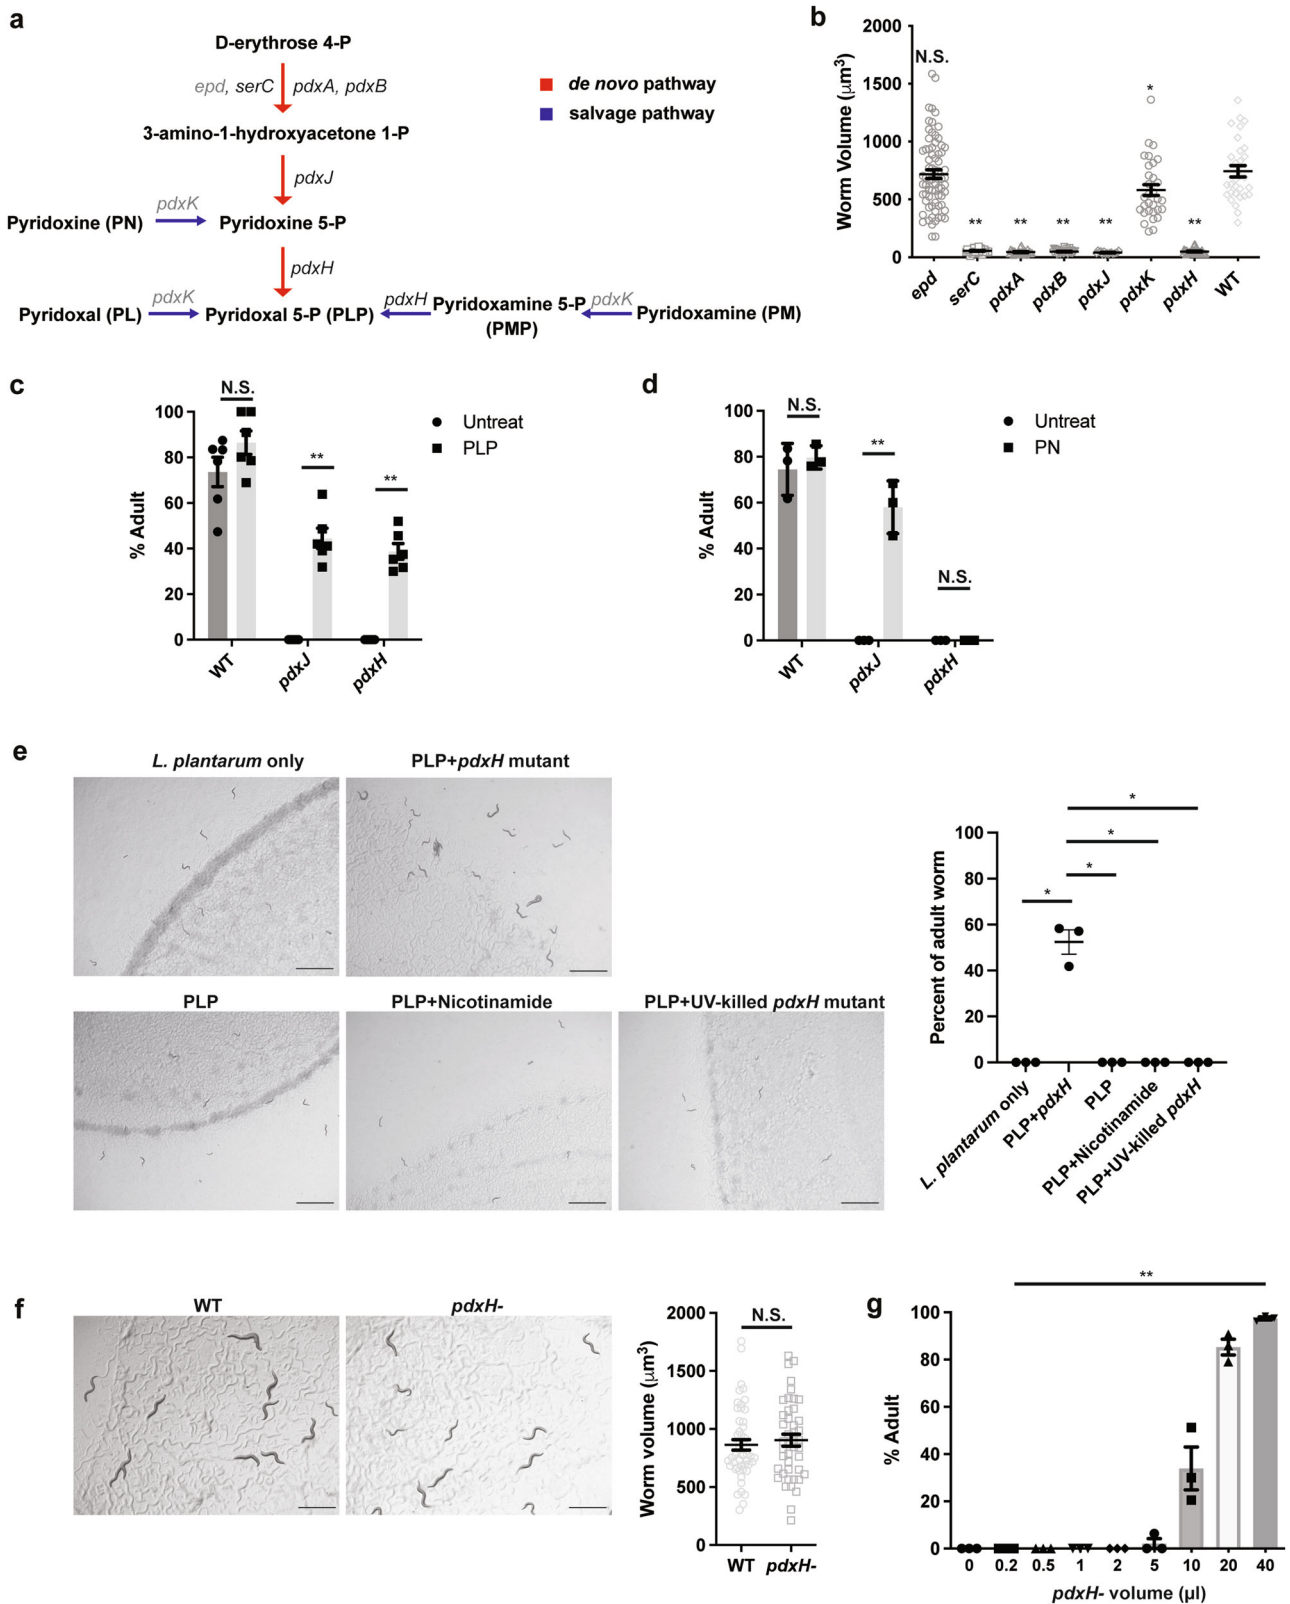 a
D-erythrose 4-P
epd, serC pdxA, pdxB
3-amino-1-hydroxyacetone 1-P
pdxJ
pdxK
Pyridoxine (PN) Pyridoxine 5-P
pdxH
pdxK pdxH pdxK
Pyridoxal (PL) Pyridoxal 5-P (PLP) Pyridoxamine 5-P Pyridoxamine (PM)
(PMP)
de novo pathway
salvage pathway
b
Worm Volume (µm3)
2000
1500
1000
500
0
N.S.
**
**
**
**
*
**
epd serC pdxA pdxB pdxJ pdxK pdxH WT
c
% Adult
100
80
60
40
20
0
N.S.
**
**
Untreat
PLP
WT pdxJ pdxH
d
% Adult
100
80
60
40
20
0
N.S.
**
N.S.
Untreat
PN
WT pdxJ pdxH
e
L. plantarum only PLP+pdxH mutant
PLP PLP+Nicotinamide PLP+UV-killed pdxH mutant
Percent of adult worm
100
80
60
40
20
0
*
*
*
*
L. plantarum only
PLP+pdxH
PLP
PLP+Nicotinamide
PLP+UV-killed pdxH
f
WT pdxH-
Worm volume (µm3)
2000
1500
1000
500
0
N.S.
WT pdxH-
g
% Adult
100
80
60
40
20
0
**
0 0.2 0.5 1 2 5 10 20 40
pdxH- volume (µl)